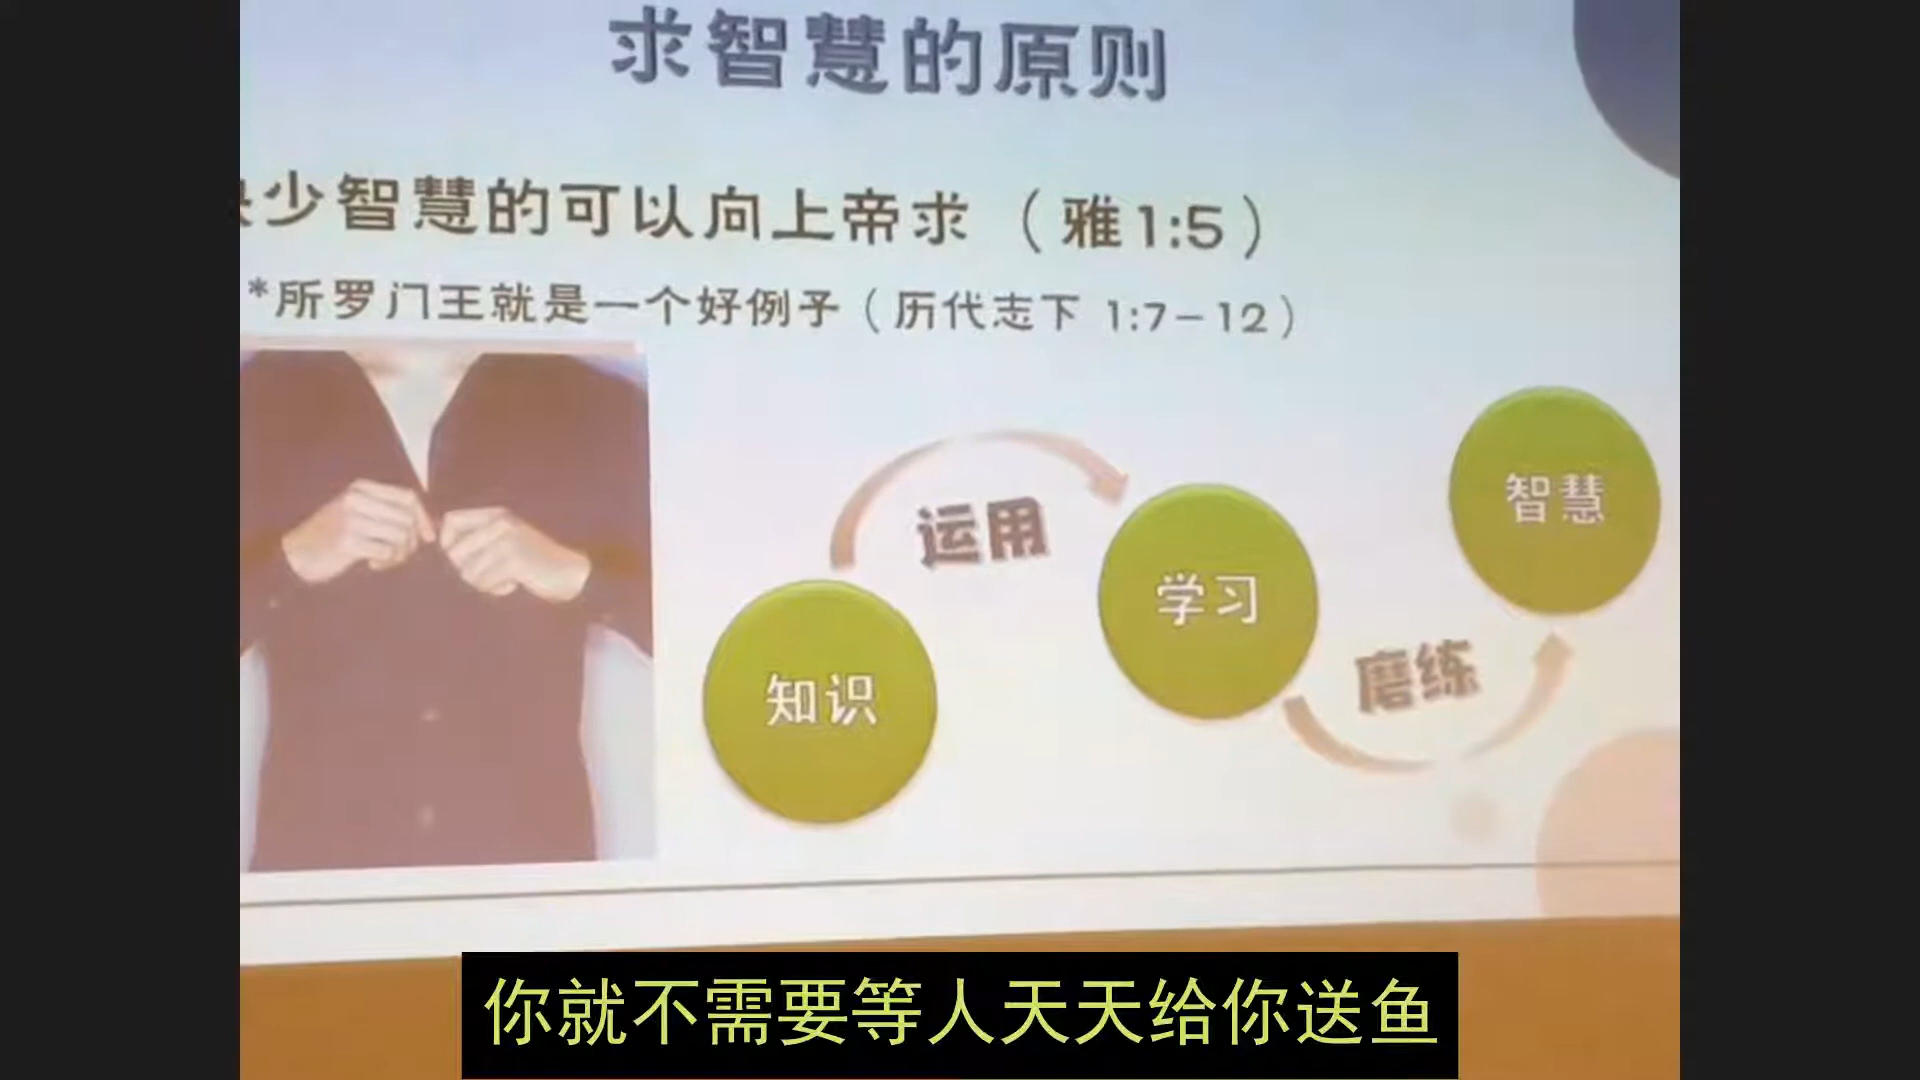 求智慧的原则
少智慧的可以向上帝求（雅1:5）
*所罗门王就是一个好例子（历代志下 1:7-12）
智慧
运用
学习
磨练
知识
你就不需要等人天天给你送鱼